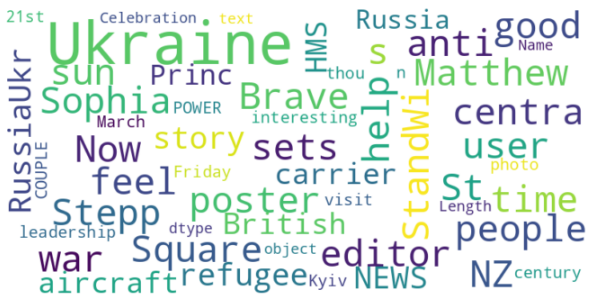 21st Celebration text
Ukraine HMS Russia good
anti Name
sun Princ s thou n Matthew
RussiaUkr Sophia POWER Brave help StandWi centra
March interesting
Now story sets user
COUPLE feel Friday carrier St photo
Stepp poster visit Length time
leadership dtype British people
war Square object editor
aircraft refugee Kyiv NEWS NZ century